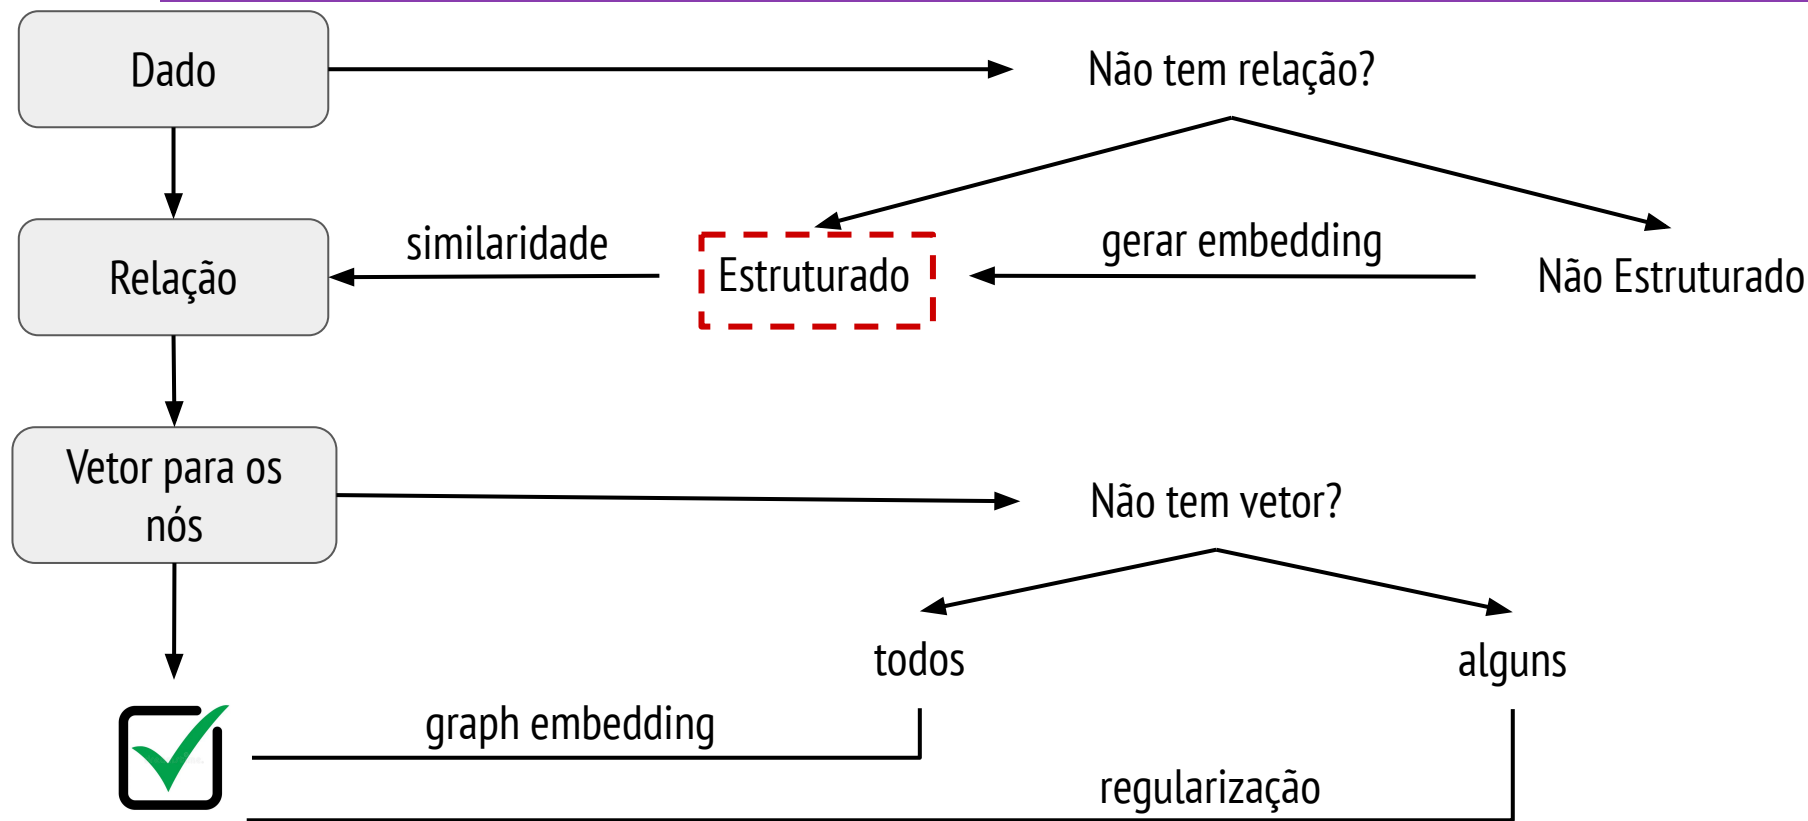 Dado
Não tem relação?
similaridade
gerar embedding
Relação
Estruturado
Não Estruturado
Vetor para os
nós
Não tem vetor?
todos
alguns
graph embedding
regularização